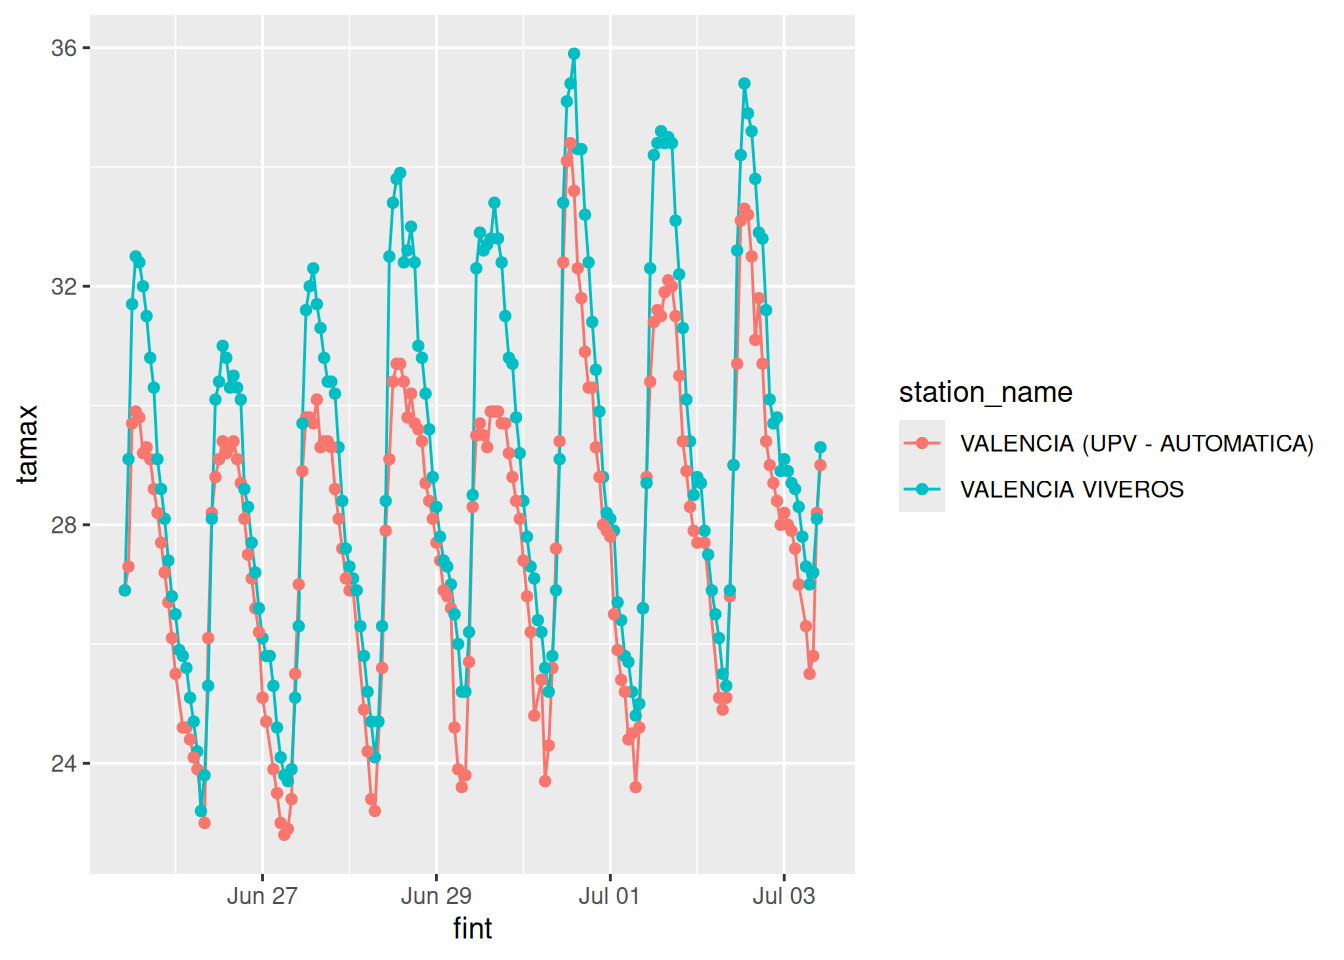 36
32
28
24
tamax
Jun 27
Jun 29
Jul 01
Jul 03
fint
station_name
VALENCIA (UPV - AUTOMATICA)
VALENCIA VIVEROS